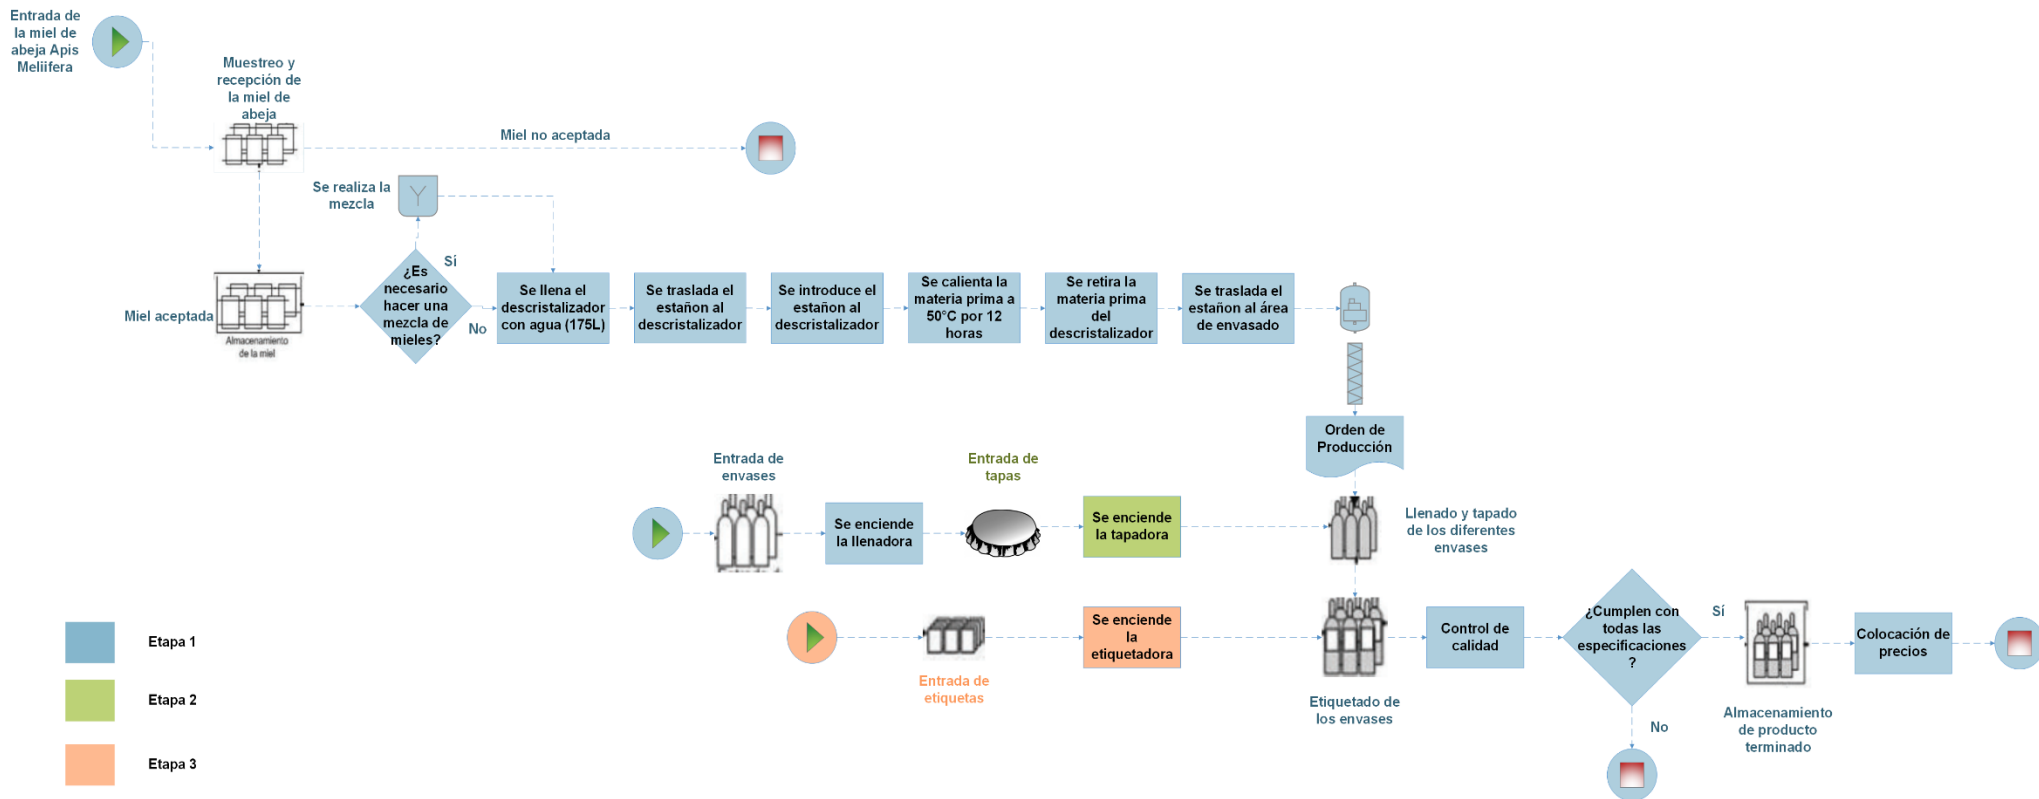 Entrada de
la miel de
abeja Apis
Meliifera
Muestreo y
recepción de
la miel de
abeja
Miel no aceptada
Se realiza la
mezcla
Sí
Miel aceptada
Almacenamiento
de la miel
¿Es
necesario
hacer una
mezcla de
mieles?
No
Se llena el
descristalizador
con agua (175L)
Se traslada el
estañon al
descristalizador
Se introduce el
estañon al
descristalizador
Se calienta la
materia prima a
50°C por 12
horas
Se retira la
materia prima
del
descristalizador
Se traslada el
estañon al área
de envasado
Orden de
Producción
Entrada de
envases
Se enciende
la llenadora
Entrada de
tapas
Se enciende
la tapadora
Llenado y tapado
de los diferentes
envases
Entrada de
etiquetas
Se enciende
la
etiquetadora
Etiquetado de
los envases
Control de
calidad
¿Cumplen con
todas las
especificaciones
?
Sí
No
Almacenamiento
de producto
terminado
Colocación de
precios
Etapa 1
Etapa 2
Etapa 3